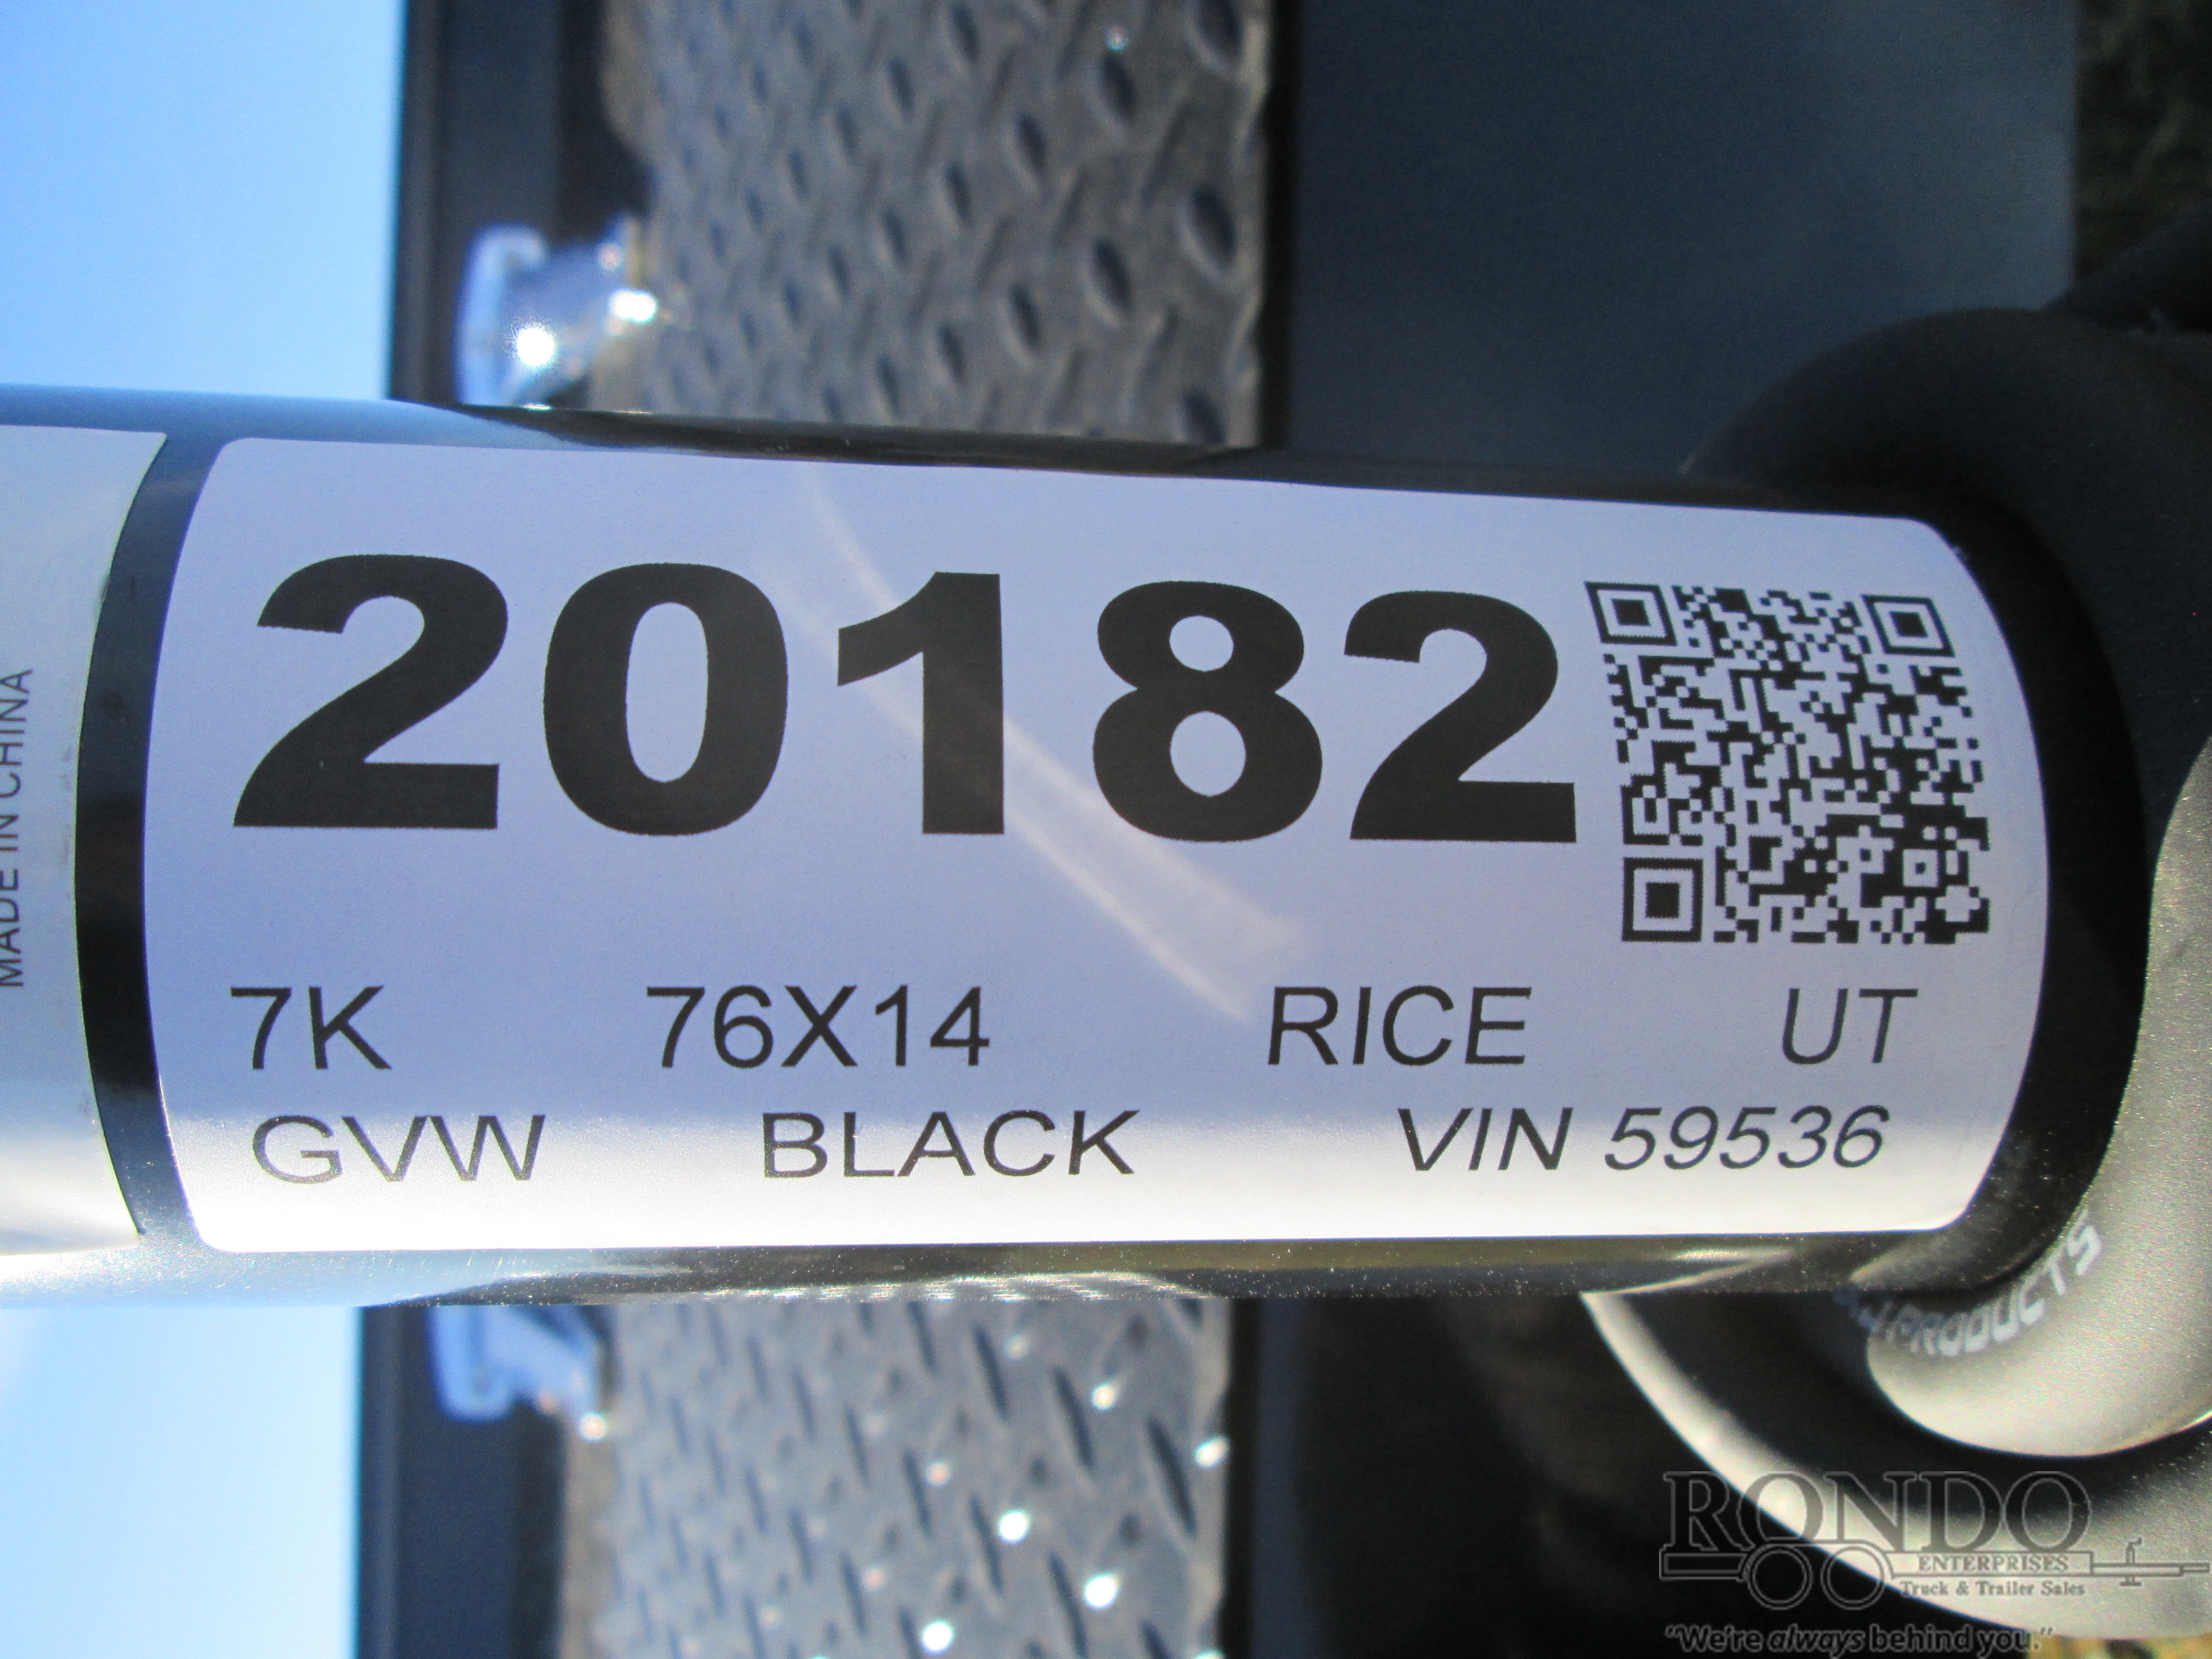 MADE IN CHINA
20182
7K 76X14 RICE UT
GVW BLACK VIN 59536
PRODUCTS
RONDO
ENTERPRISES
Truck & Trailer Sales
"We're always behind you."